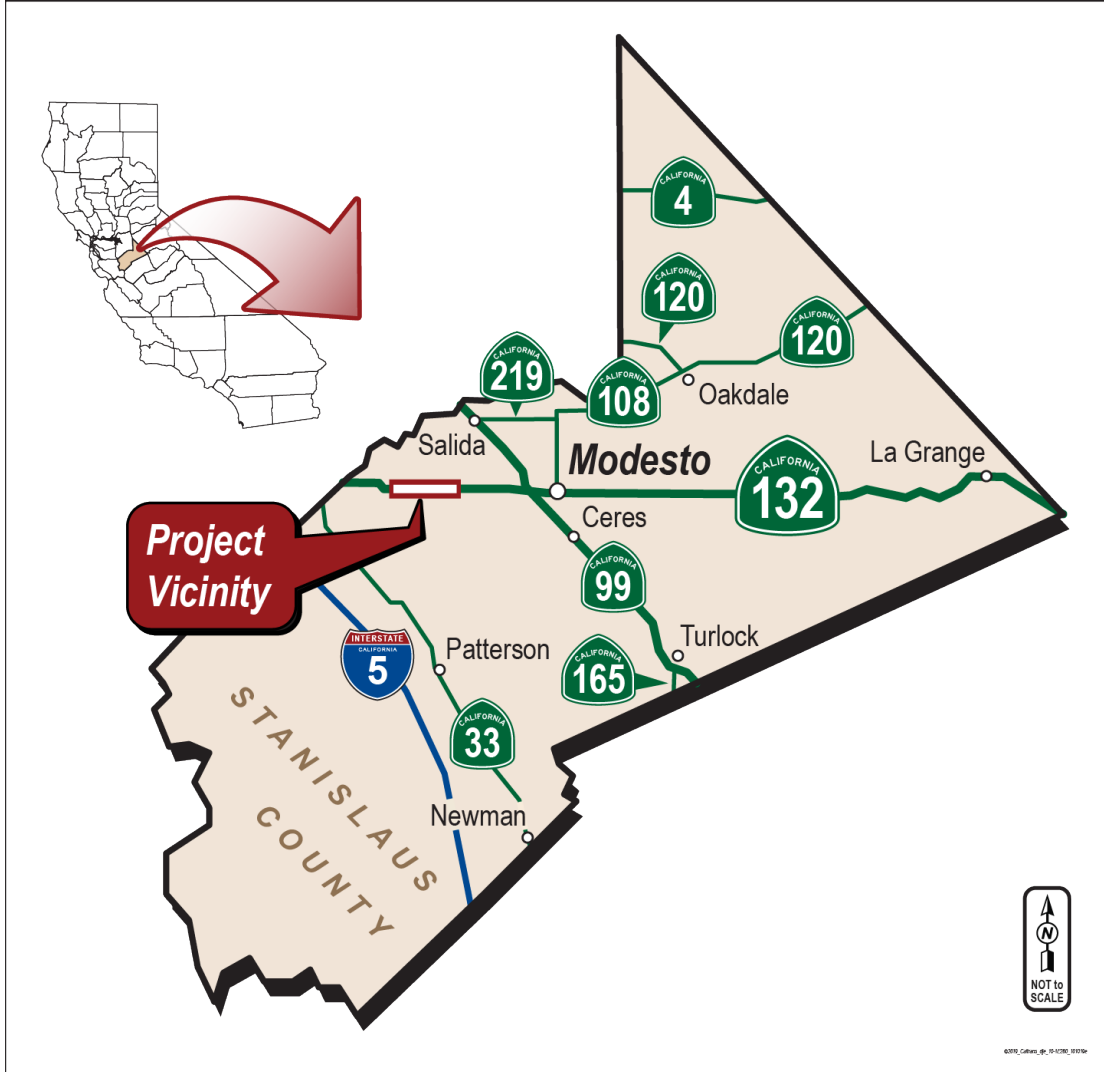 CALIFORNIA
4
CALIFORNIA
120
CALIFORNIA
120
CALIFORNIA
219
CALIFORNIA
108
Oakdale
Salida
Modesto
La Grange
CALIFORNIA
132
Project
Vicinity
Ceres
CALIFORNIA
99
INTERSTATE
CALIFORNIA
5
Patterson
Turlock
CALIFORNIA
165
CALIFORNIA
33
STANISLAUS
COUNTY
Newman
N
NOT to
SCALE